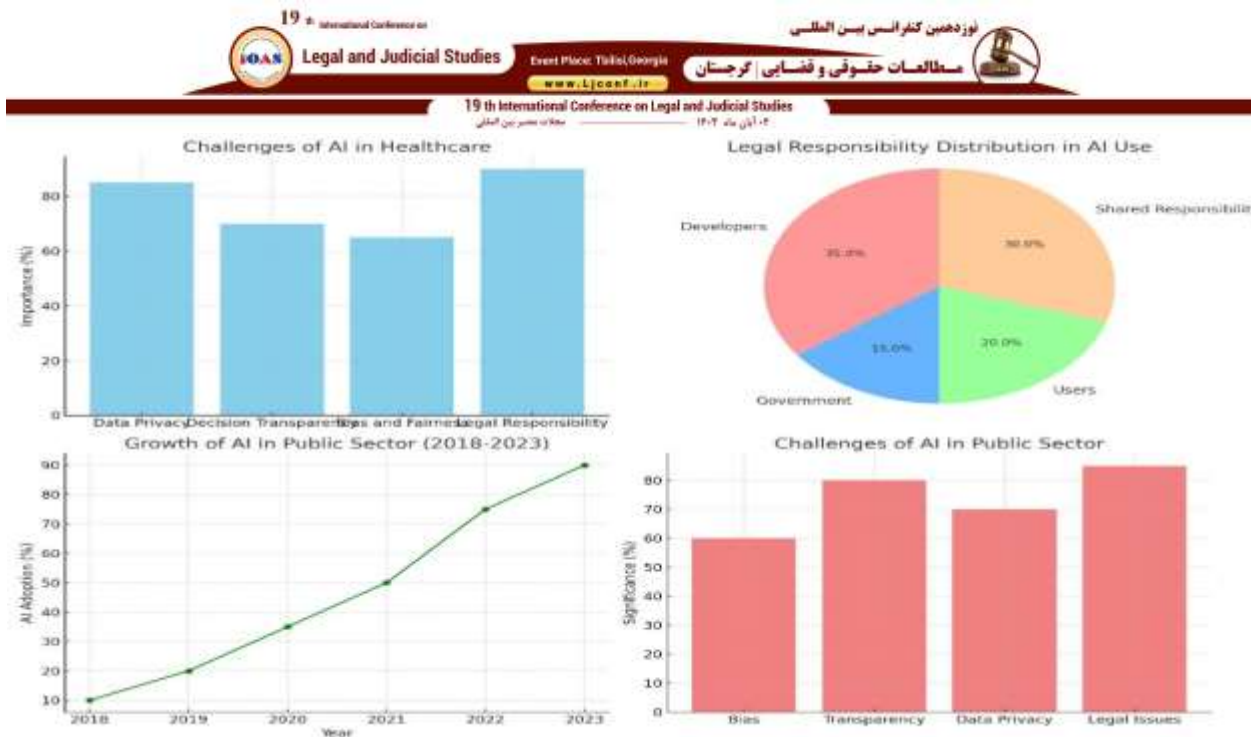 19 th International Conference on
Legal and Judicial Studies
IOAS
Event Place: Tbilisi,Georgia
www.Ljconf.ir
نوزدهمین کنفرانس بین المللی
مطالعات حقوقی و قضایی | گرجستان
19 th International Conference on Legal and Judicial Studies
Challenges of AI in Healthcare
Importance (%)
80
60
40
20
0
Data Privacy
Decision Transparency
Bias and Fairness
Legal Responsibility
Legal Responsibility Distribution in AI Use
Developers
35.0%
Shared Responsibilit
30.0%
Government
15.0%
Users
20.0%
Growth of AI in Public Sector (2018-2023)
AI Adoption (%)
90
80
70
60
50
40
30
20
10
2018 2019 2020 2021 2022 2023
Year
Challenges of AI in Public Sector
Significance (%)
80
70
60
50
40
30
20
10
0
Bias Transparency Data Privacy Legal Issues